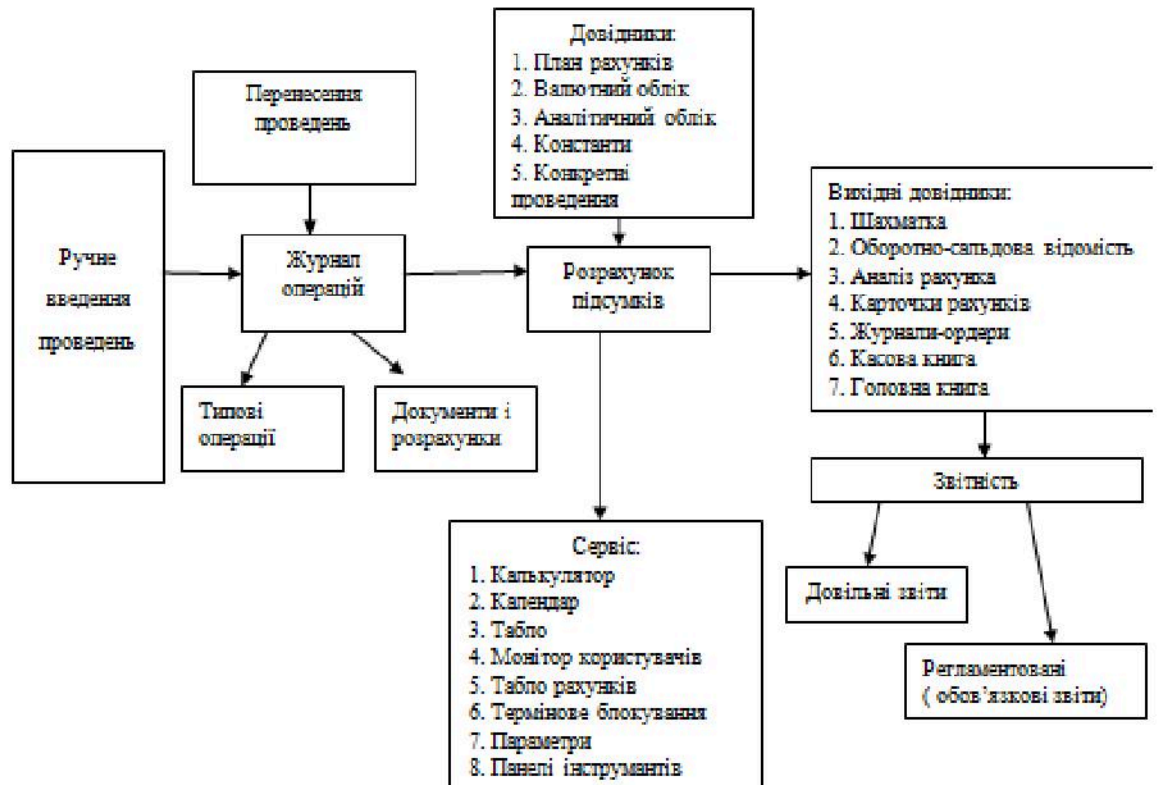 Довідники:
1. План рахунків
2. Валютний облік
3. Аналітичний облік
4. Константи
5. Конкретні
проведення
Перенесення
проведень
Ручне
введення
проведень
Журнал
операцій
Розрахунок
підсумків
Вихідні довідники:
1. Шахматка
2. Оборотно-сальдова відомість
3. Аналіз рахунка
4. Карточки рахунків
5. Журнали-ордери
6. Касова книга
7. Головна книга
Типові
операції
Документи і
розрахунки
Звітність
Сервіс:
1. Калькулятор
2. Календар
3. Табло
4. Монітор користувачів
5. Табло рахунків
6. Термінове блокування
7. Параметри
8. Панелі інструмантів
Довільні звіти
Регламентовані
( обов’язкові звіти)